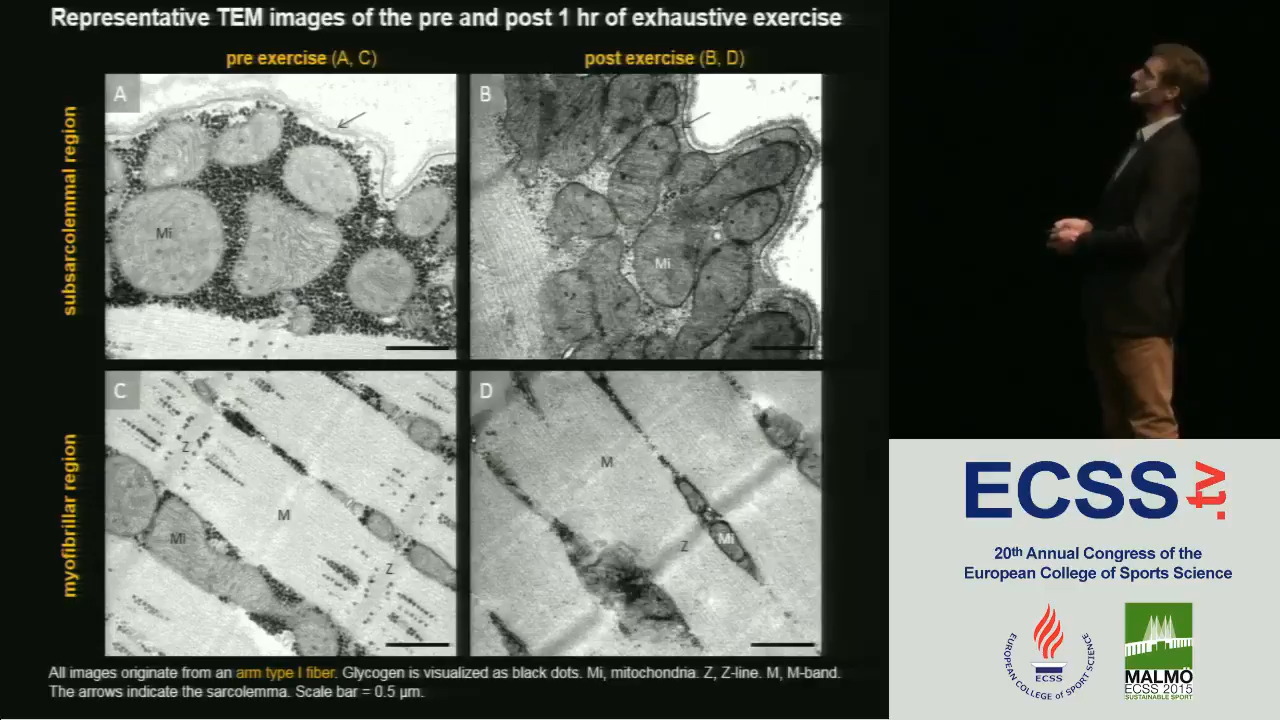 Representative TEM images of the pre and post 1 hr of exhaustive exercise
pre exercise (A, C)
post exercise (B, D)
subsarcolemmal region
A
Mi
B
Mi
myofibrillar region
C
Z
M
Mi
Z
D
M
Z
Mi
All images originate from an arm type I fiber. Glycogen is visualized as black dots. Mi, mitochondria. Z, Z-line. M, M-band.
The arrows indicate the sarcolemma. Scale bar = 0.5 µm.
ECSS.tv
20th Annual Congress of the
European College of Sports Science
EUROPEAN COLLEGE OF SPORT SCIENCE
ECSS
MALMÖ
ECSS 2015
SUSTAINABLE SPORT